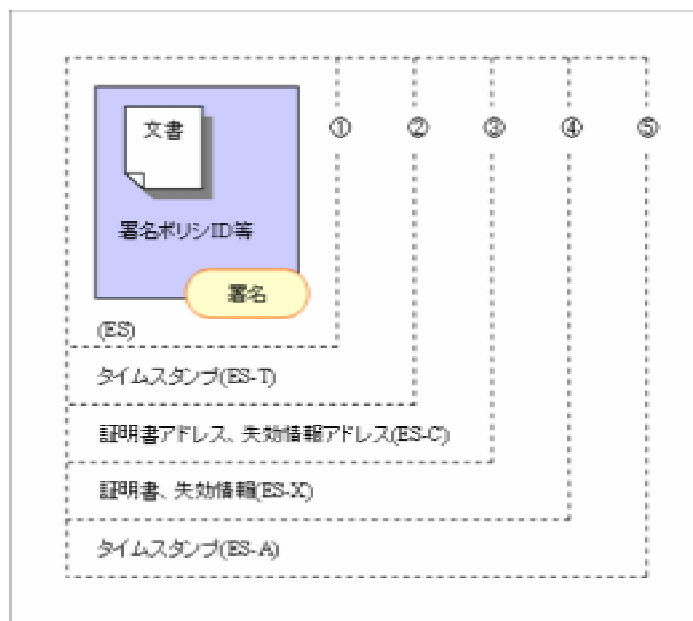 文書
① ② ③ ④ ⑤
署名ポリシID等
署名
(ES)
タイムスタンプ(ES-T)
証明書アドレス、失効情報アドレス(ES-C)
証明書、失効情報(ES-X)
タイムスタンプ(ES-A)